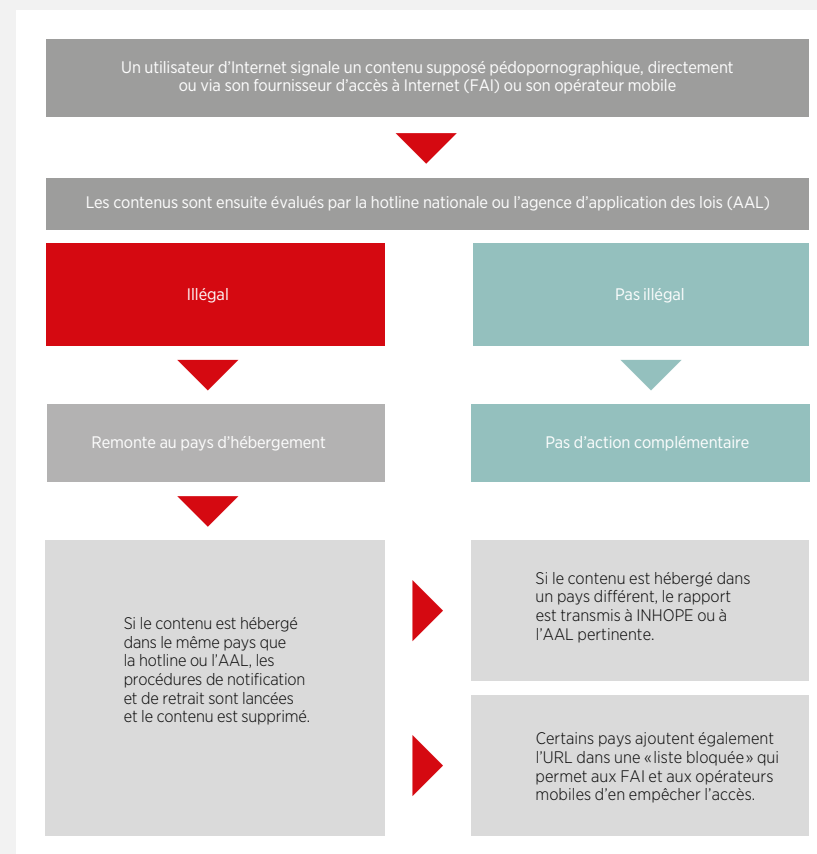 Un utilisateur d’Internet signale un contenu supposé pédopornographique, directement
ou via son fournisseur d’accès à Internet (FAI) ou son opérateur mobile
Les contenus sont ensuite évalués par la hotline nationale ou l’agence d’application des lois (AAL)
Illégal
Pas illégal
Remonte au pays d’hébergement
Pas d’action complémentaire
Si le contenu est hébergé
dans le même pays que
la hotline ou l’AAL, les
procédures de notification
et de retrait sont lancées
et le contenu est supprimé.
Si le contenu est hébergé dans
un pays différent, le rapport
est transmis à INHOPE ou à
l’AAL pertinente.
Certains pays ajoutent également
l’URL dans une «liste bloquée» qui
permet aux FAI et aux opérateurs
mobiles d’en empêcher l’accès.